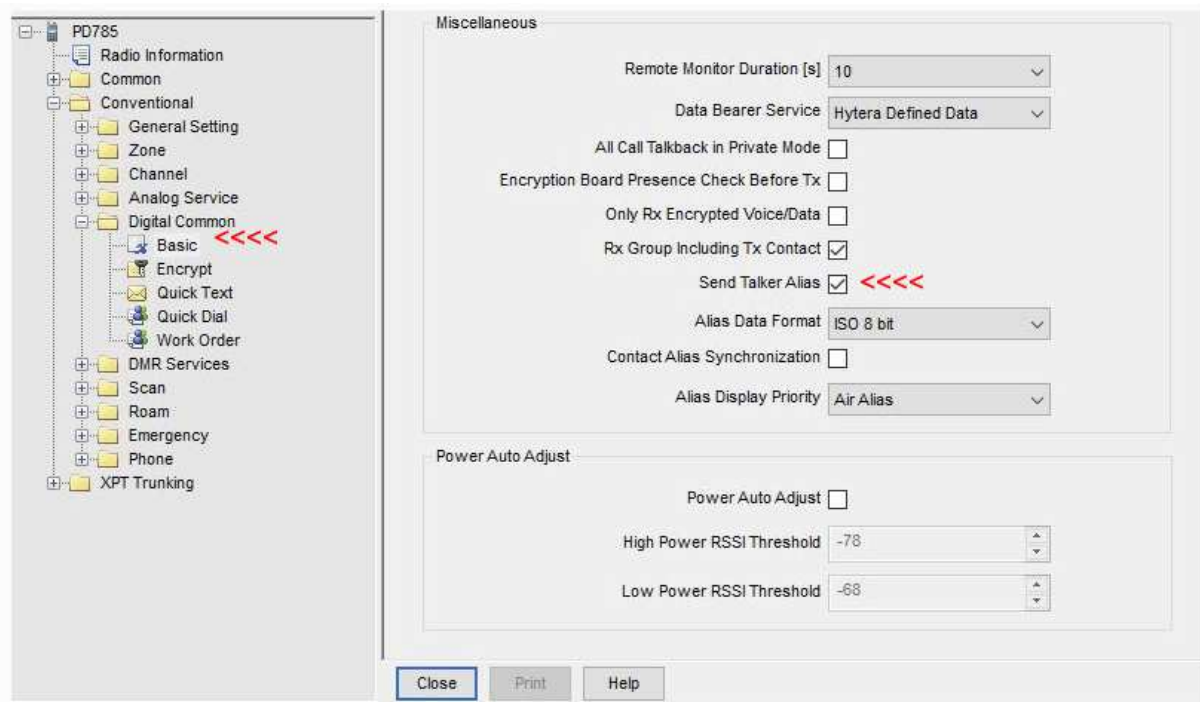 PD785
Radio Information
Common
Conventional
General Setting
Zone
Channel
Analog Service
Digital Common
Basic <<<<
Encrypt
Quick Text
Quick Dial
Work Order
DMR Services
Scan
Roam
Emergency
Phone
XPT Trunking
Miscellaneous
Remote Monitor Duration [s] 10
Data Bearer Service Hytera Defined Data
All Call Talkback in Private Mode
Encryption Board Presence Check Before Tx
Only Rx Encrypted Voice/Data
Rx Group Including Tx Contact
Send Talker Alias <<<<
Alias Data Format ISO 8 bit
Contact Alias Synchronization
Alias Display Priority Air Alias
Power Auto Adjust
Power Auto Adjust
High Power RSSI Threshold -78
Low Power RSSI Threshold -68
Close Print Help